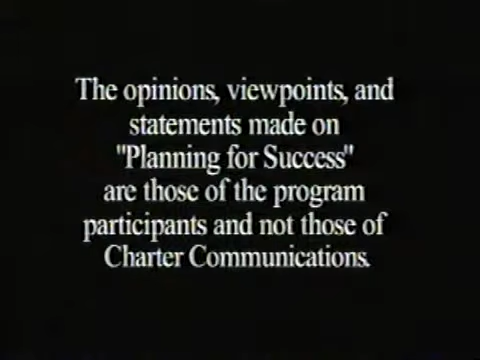 The opinions, viewpoints, and
statements made on
"Planning for Success"
are those of the program
participants and not those of
Charter Communications.